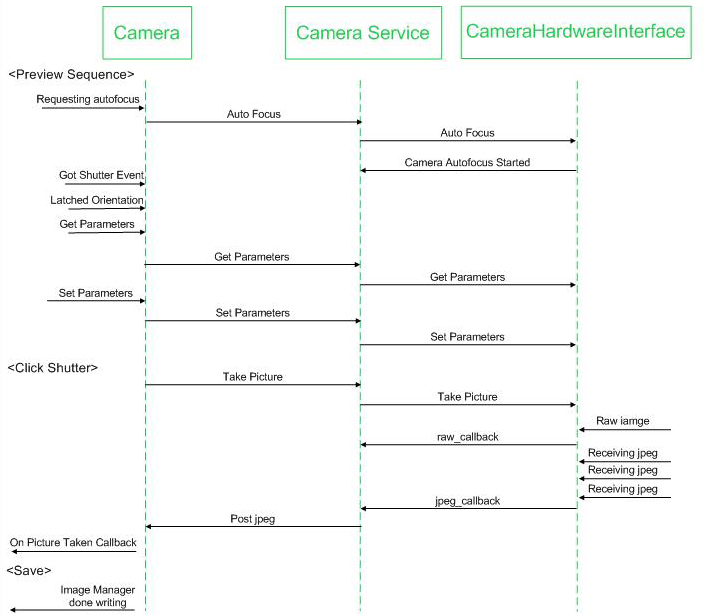 Camera
Camera Service
CameraHardwareInterface
<Preview Sequence>
Requesting autofocus
Auto Focus
Auto Focus
Camera Autofocus Started
Got Shutter Event
Latched Orientation
Get Parameters
Get Parameters
Get Parameters
Set Parameters
Set Parameters
Set Parameters
<Click Shutter>
Take Picture
Take Picture
Raw iamge
raw_callback
Receiving jpeg
Receiving jpeg
Receiving jpeg
jpeg_callback
Post jpeg
On Picture Taken Callback
<Save>
Image Manager
done writing